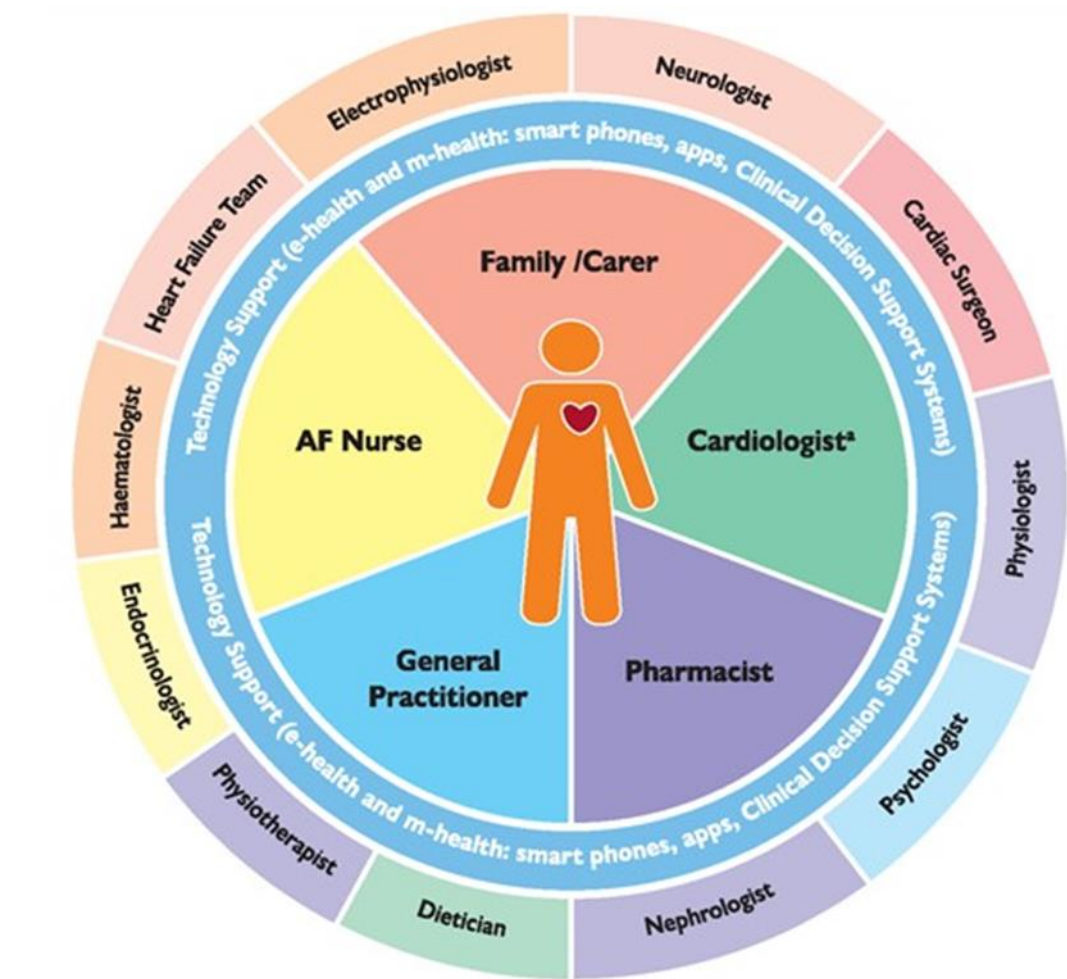 Electrophysiologist
Neurologist
Cardiac Surgeon
Physiologist
Psychologist
Nephrologist
Dietician
Physiotherapist
Endocrinologist
Haematologist
Heart Failure Team
Technology Support (e-health and m-health: smart phones, apps, Clinical Decision Support Systems)
Technology Support (e-health and m-health: smart phones, apps, Clinical Decision Support Systems)
Family /Carer
Cardiologistª
Pharmacist
General
Practitioner
AF Nurse